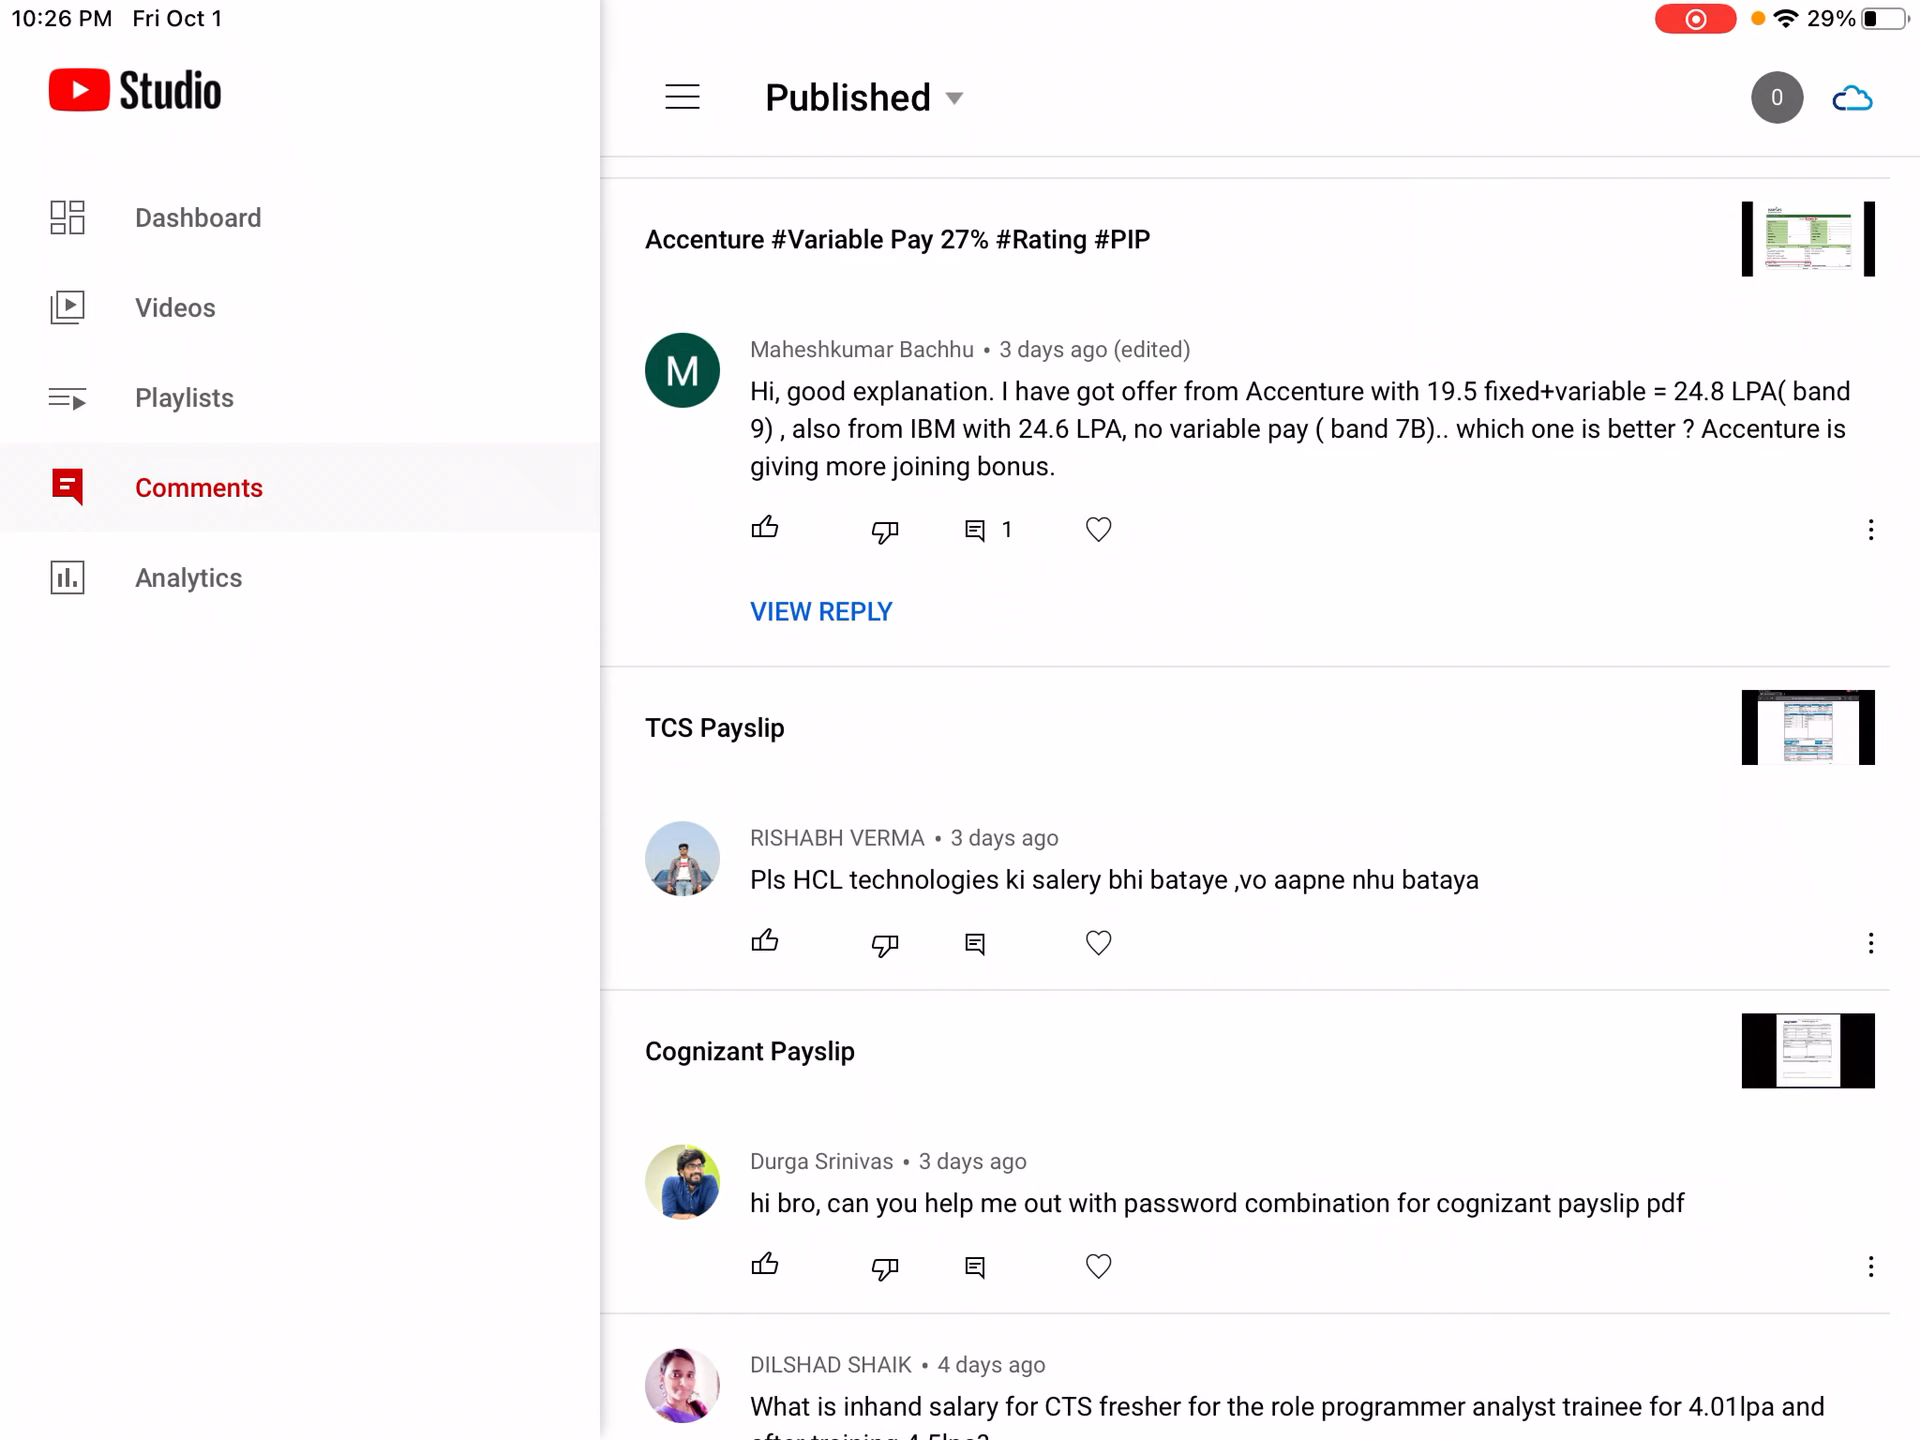 10:26 PM Fri Oct 1
29%
Studio
Published
0
Dashboard
Videos
Playlists
Comments
Analytics
Accenture #Variable Pay 27% #Rating #PIP
M
Maheshkumar Bachhu • 3 days ago (edited)
Hi, good explanation. I have got offer from Accenture with 19.5 fixed+variable = 24.8 LPA( band
9) , also from IBM with 24.6 LPA, no variable pay ( band 7B).. which one is better ? Accenture is
giving more joining bonus.
1
VIEW REPLY
TCS Payslip
RISHABH VERMA • 3 days ago
Pls HCL technologies ki salery bhi bataye ,vo aapne nhu bataya
Cognizant Payslip
Durga Srinivas • 3 days ago
hi bro, can you help me out with password combination for cognizant payslip pdf
DILSHAD SHAIK • 4 days ago
What is inhand salary for CTS fresher for the role programmer analyst trainee for 4.01lpa and
after training 4.5lpa?